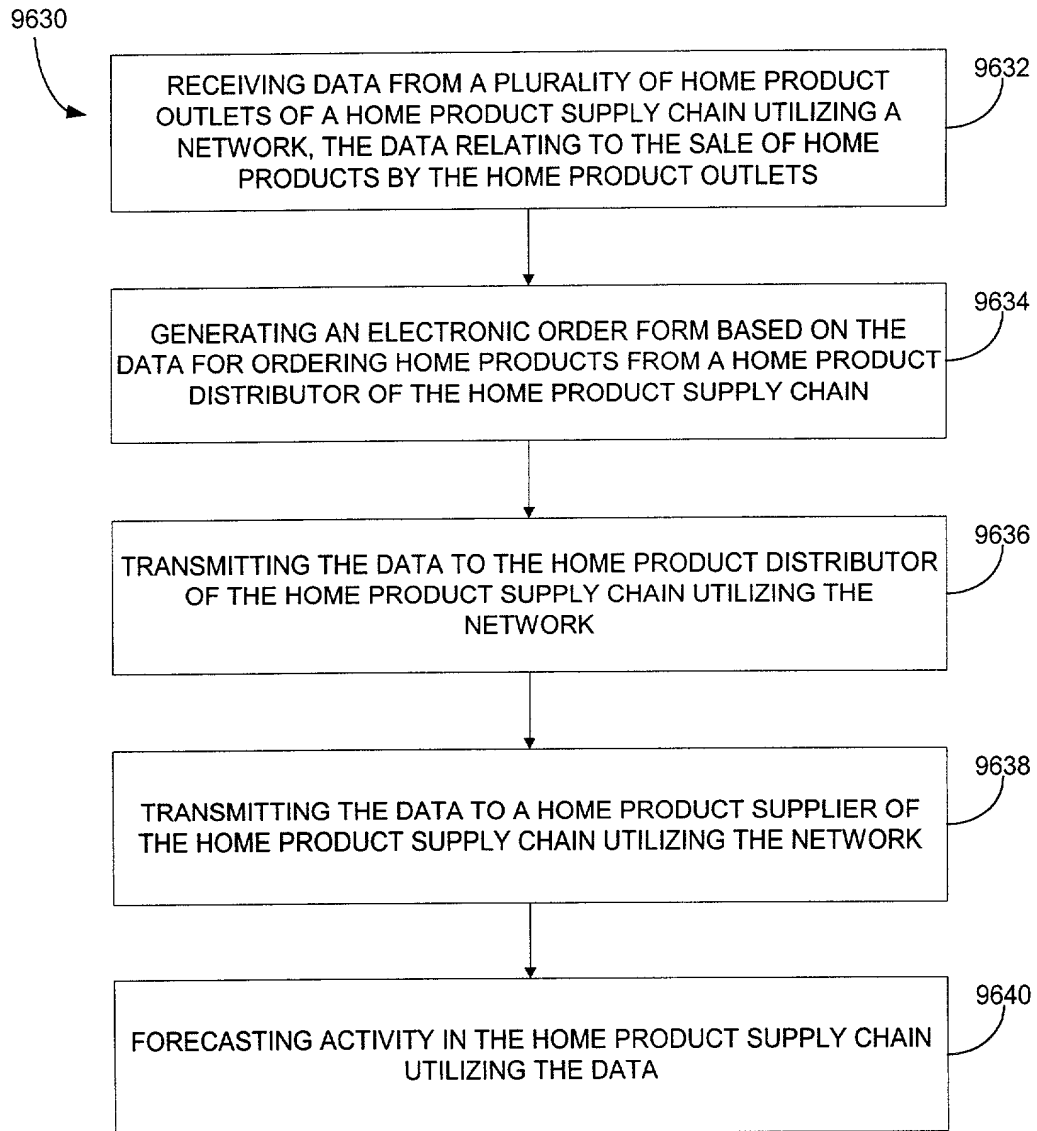 9630
RECEIVING DATA FROM A PLURALITY OF HOME PRODUCT
OUTLETS OF A HOME PRODUCT SUPPLY CHAIN UTILIZING A
NETWORK, THE DATA RELATING TO THE SALE OF HOME
PRODUCTS BY THE HOME PRODUCT OUTLETS
9632
GENERATING AN ELECTRONIC ORDER FORM BASED ON THE
DATA FOR ORDERING HOME PRODUCTS FROM A HOME PRODUCT
DISTRIBUTOR OF THE HOME PRODUCT SUPPLY CHAIN
9634
TRANSMITTING THE DATA TO THE HOME PRODUCT DISTRIBUTOR
OF THE HOME PRODUCT SUPPLY CHAIN UTILIZING THE
NETWORK
9636
TRANSMITTING THE DATA TO A HOME PRODUCT SUPPLIER OF
THE HOME PRODUCT SUPPLY CHAIN UTILIZING THE NETWORK
9638
FORECASTING ACTIVITY IN THE HOME PRODUCT SUPPLY CHAIN
UTILIZING THE DATA
9640